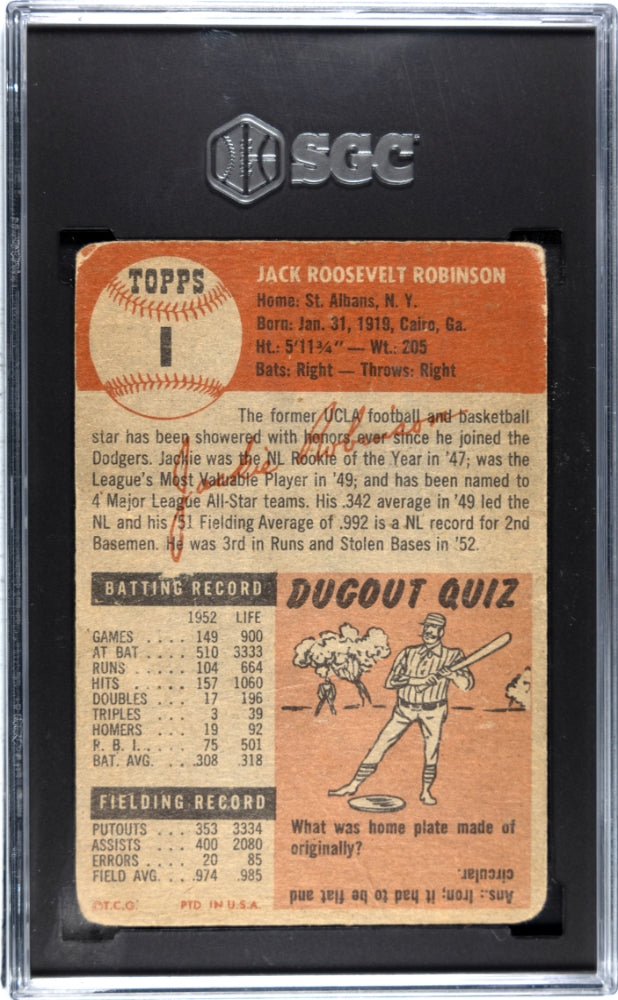 SGC
TOPPS
1
JACK ROOSEVELT ROBINSON
Home: St. Albans, N. Y.
Born: Jan. 31, 1919, Cairo, Ga.
Ht.: 5'11¾" — Wt.: 205
Bats: Right — Throws: Right
The former UCLA football and basketball
star has been showered with honors ever since he joined the
Dodgers. Jackie was the NL Rookie of the Year in '47; was the
League's Most Valuable Player in '49; and has been named to
4 Major League All-Star teams. His .342 average in '49 led the
NL and his '51 Fielding Average of .992 is a NL record for 2nd
Basemen. He was 3rd in Runs and Stolen Bases in '52.
Jackie Robinson
BATTING RECORD
1952 LIFE
GAMES .... 149 900
AT BAT .... 510 3333
RUNS .... 104 664
HITS ..... 157 1060
DOUBLES .. 17 196
TRIPLES ... 3 39
HOMERS ... 19 92
R. B. I. .... 75 501
BAT. AVG. ... .308 .318
FIELDING RECORD
PUTOUTS ... 353 3334
ASSISTS .... 400 2080
ERRORS .... 20 85
FIELD AVG. ... .974 .985
©T.C.G. PTD IN U.S.A.
DUGOUT QUIZ
What was home plate made of
originally?
Ans.: Iron; it had to be flat and
circular.